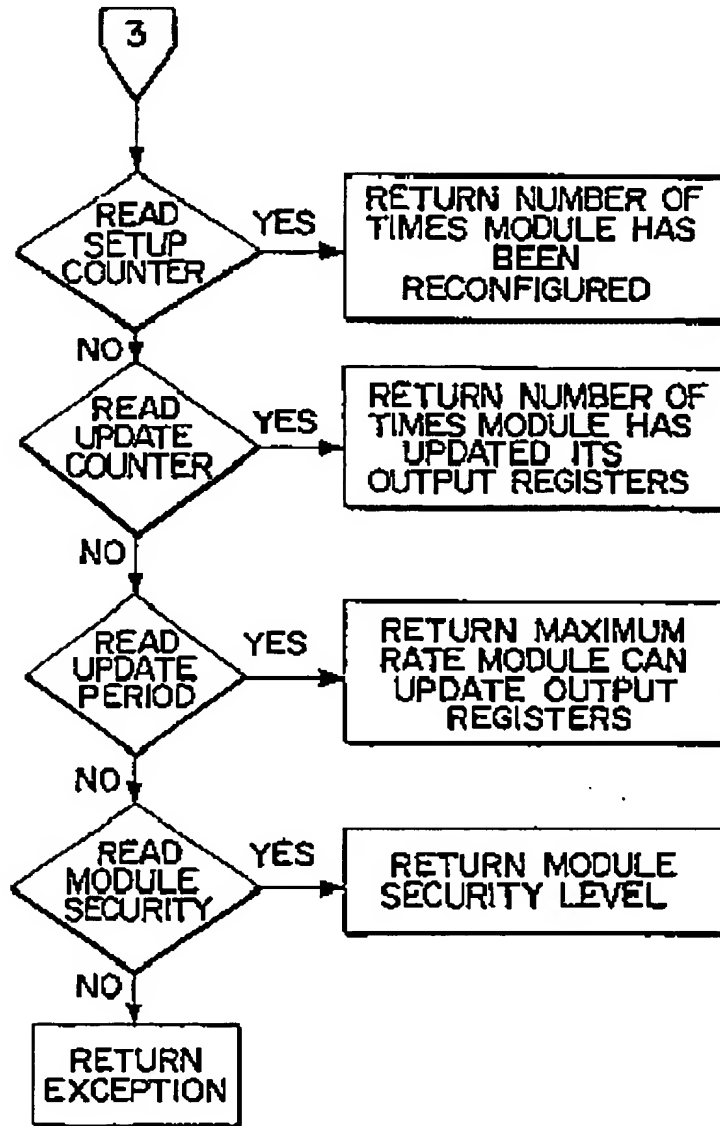 3
READ
SETUP
COUNTER
YES
RETURN NUMBER OF
TIMES MODULE HAS
BEEN
RECONFIGURED
NO
READ
UPDATE
COUNTER
YES
RETURN NUMBER OF
TIMES MODULE HAS
UPDATED ITS
OUTPUT REGISTERS
NO
READ
UPDATE
PERIOD
YES
RETURN MAXIMUM
RATE MODULE CAN
UPDATE OUTPUT
REGISTERS
NO
READ
MODULE
SECURITY
YES
RETURN MODULE
SECURITY LEVEL
NO
RETURN
EXCEPTION